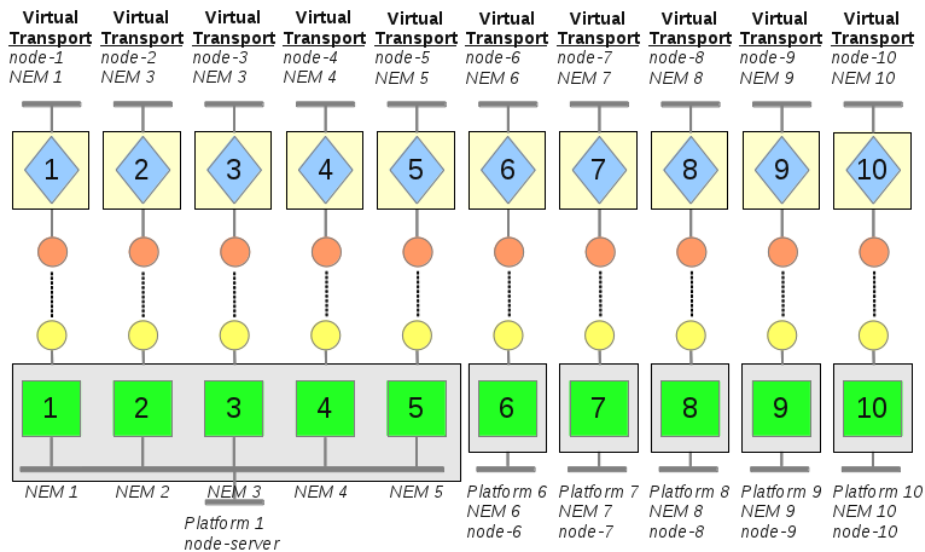 Virtual Virtual Virtual Virtual Virtual Virtual Virtual Virtual Virtual Virtual
Transport Transport Transport Transport Transport Transport Transport Transport Transport Transport
node-1 node-2 node-3 node-4 node-5 node-6 node-7 node-8 node-9 node-10
NEM 1 NEM 3 NEM 3 NEM 4 NEM 5 NEM 6 NEM 7 NEM 8 NEM 9 NEM 10
1 2 3 4 5 6 7 8 9 10
1 2 3 4 5 6 7 8 9 10
NEM 1 NEM 2 NEM 3 NEM 4 NEM 5 Platform 6 Platform 7 Platform 8 Platform 9 Platform 10
NEM 6 NEM 7 NEM 8 NEM 9 NEM 10
Platform 1 node-6 node-7 node-8 node-9 node-10
node-server